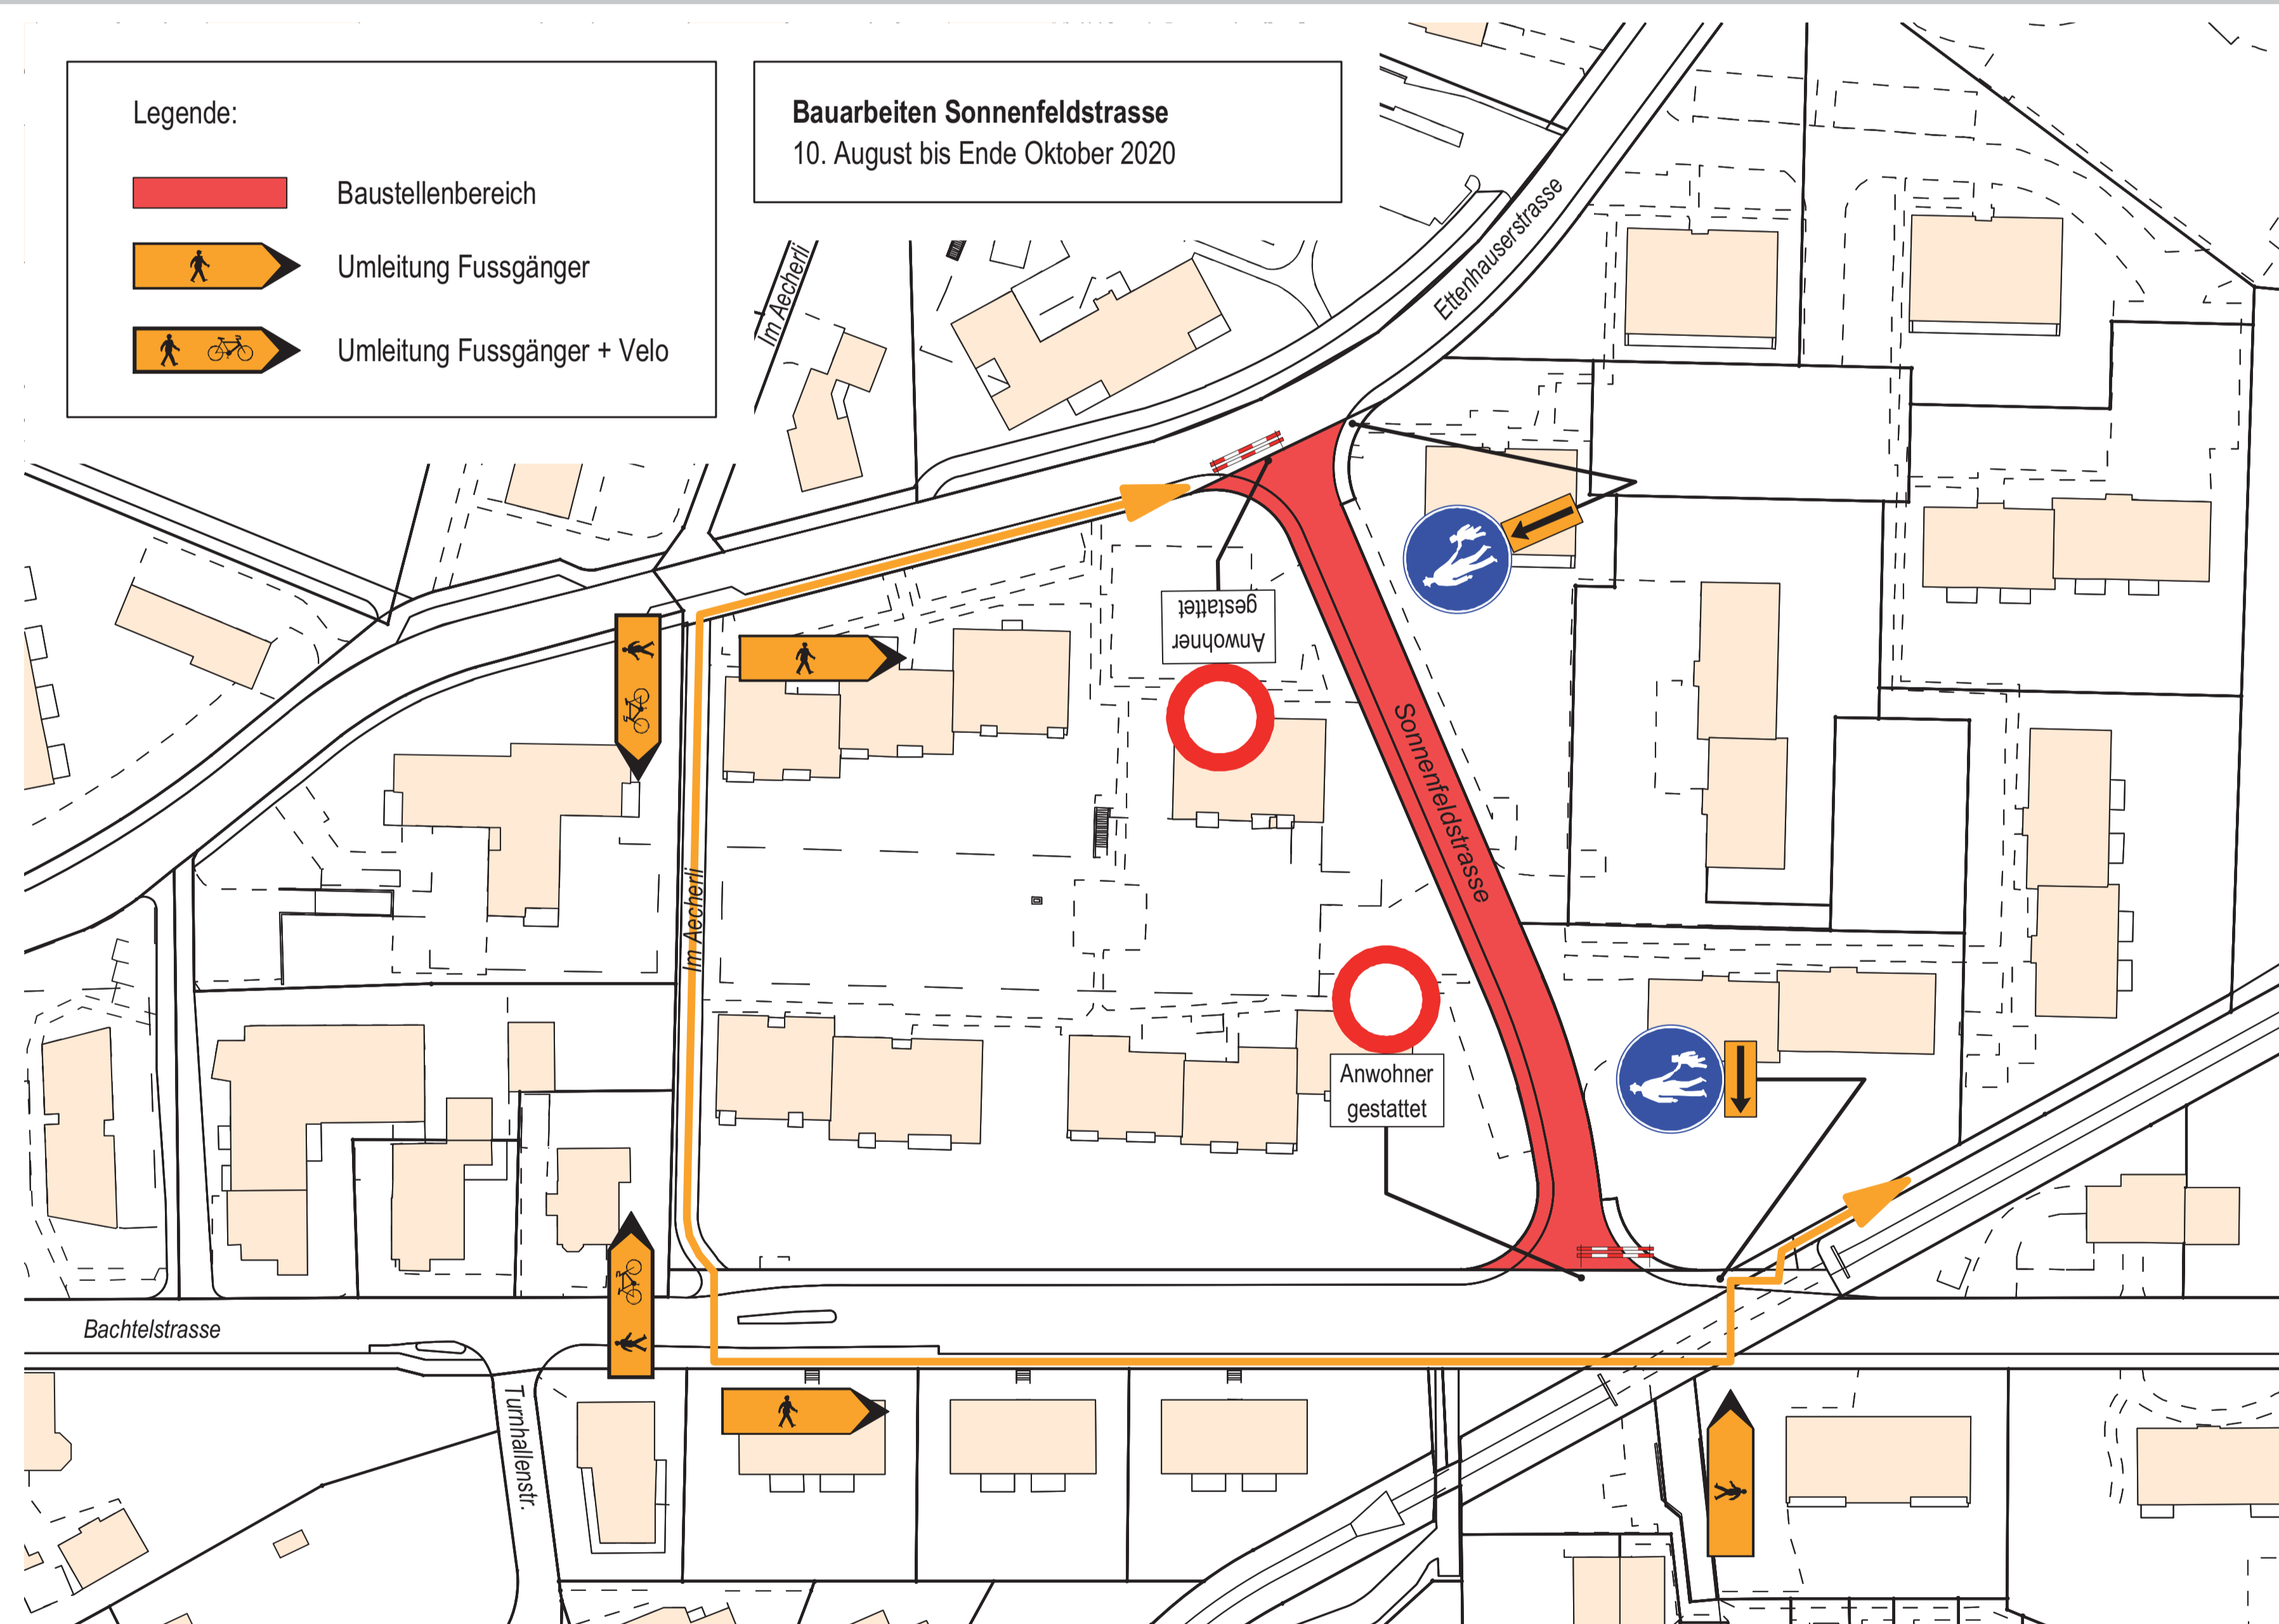 Legende:
Baustellenbereich
Umleitung Fussgänger
Umleitung Fussgänger + Velo
Bauarbeiten Sonnenfeldstrasse
10. August bis Ende Oktober 2020
Im Aecherli
Ettenhauserstrasse
Anwohner
gestattet
Sonnenfeldstrasse
Im Aecherli
Anwohner
gestattet
Bachtelstrasse
Turnhallenstr.